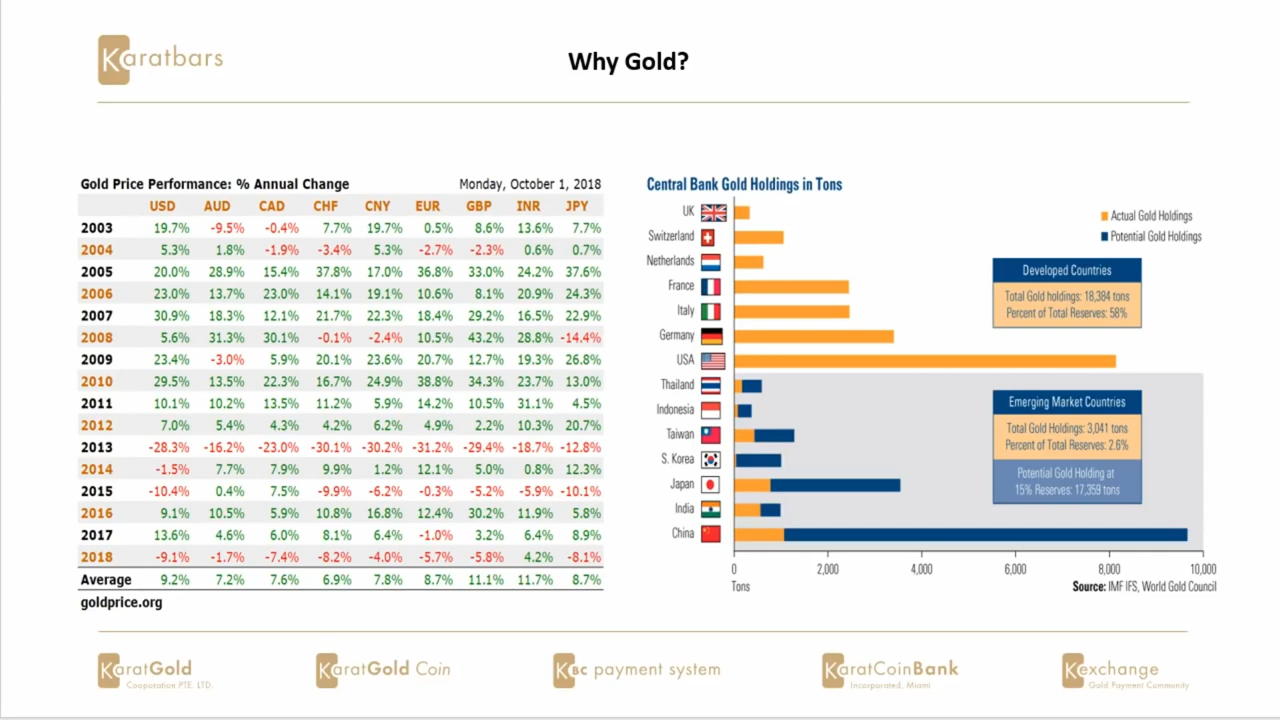 Karatbars
Why Gold?
Gold Price Performance: % Annual Change Monday, October 1, 2018
USD AUD CAD CHF CNY EUR GBP INR JPY
2003 19.7% -9.5% -0.4% 7.7% 19.7% 0.5% 8.6% 13.6% 7.7%
2004 5.3% 1.8% -1.9% -3.4% 5.3% -2.7% -2.3% 0.6% 0.7%
2005 20.0% 28.9% 15.4% 37.8% 17.0% 36.8% 33.0% 24.2% 37.6%
2006 23.0% 13.7% 23.0% 14.1% 19.1% 10.6% 8.1% 20.9% 24.3%
2007 30.9% 18.3% 12.1% 21.7% 22.3% 18.4% 29.2% 16.5% 22.9%
2008 5.6% 31.3% 30.1% -0.1% -2.4% 10.5% 43.2% 28.8% -14.4%
2009 23.4% -3.0% 5.9% 20.1% 23.6% 20.7% 12.7% 19.3% 26.8%
2010 29.5% 13.5% 22.3% 16.7% 24.9% 38.8% 34.3% 23.7% 13.0%
2011 10.1% 10.2% 13.5% 11.2% 5.9% 14.2% 10.5% 31.1% 4.5%
2012 7.0% 5.4% 4.3% 4.2% 6.2% 4.9% 2.2% 10.3% 20.7%
2013 -28.3% -16.2% -23.0% -30.1% -30.2% -31.2% -29.4% -18.7% -12.8%
2014 -1.5% 7.7% 7.9% 9.9% 1.2% 12.1% 5.0% 0.8% 12.3%
2015 -10.4% 0.4% 7.5% -9.9% -6.2% -0.3% -5.2% -5.9% -10.1%
2016 9.1% 10.5% 5.9% 10.8% 16.8% 12.4% 30.2% 11.9% 5.8%
2017 13.6% 4.6% 6.0% 8.1% 6.4% -1.0% 3.2% 6.4% 8.9%
2018 -9.1% -1.7% -7.4% -8.2% -4.0% -5.7% -5.8% 4.2% -8.1%
Average 9.2% 7.2% 7.6% 6.9% 7.8% 8.7% 11.1% 11.7% 8.7%
goldprice.org
Central Bank Gold Holdings in Tons
UK
Switzerland
Netherlands
France
Italy
Germany
USA
Thailand
Indonesia
Taiwan
S. Korea
Japan
India
China
Actual Gold Holdings
Potential Gold Holdings
Developed Countries
Total Gold holdings: 18,384 tons
Percent of Total Reserves: 58%
Emerging Market Countries
Total Gold Holdings: 3,041 tons
Percent of Total Reserves: 2.6%
Potential Gold Holding at
15% Reserves: 17,359 tons
0 2,000 4,000 6,000 8,000 10,000
Tons
Source: IMF IFS, World Gold Council
KaratGold
Cooporation PTE. LTD.
KaratGold Coin
KBC payment system
KaratCoinBank
Incorporated, Miami
Kexchange
Gold Payment Community